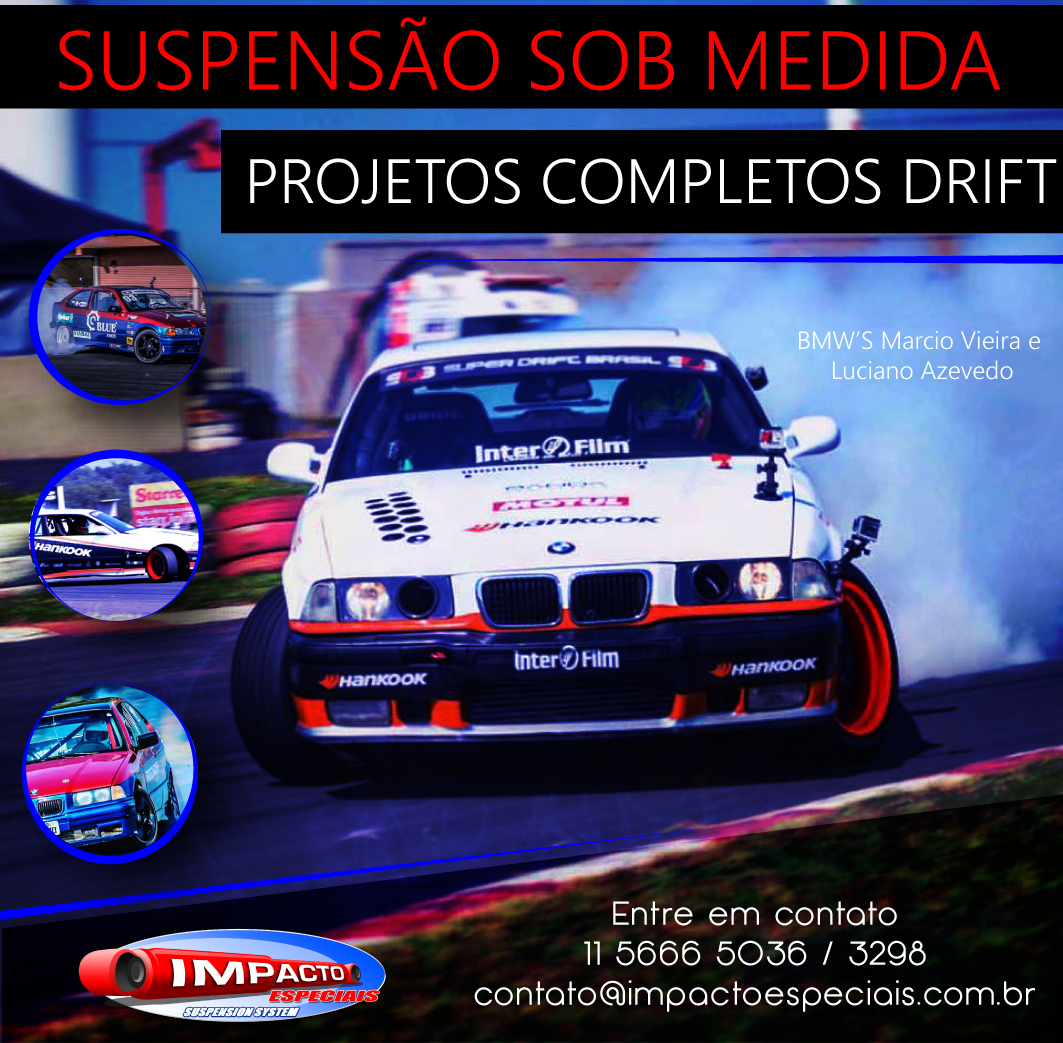 SUSPENSÃO SOB MEDIDA
PROJETOS COMPLETOS DRIFT
BMW'S Marcio Vieira e
Luciano Azevedo
BLUE
SUPER DRIFT BRASIL
Inter Film
MOTUL
HANKOOK
HANKOOK
Inter Film
HANKOOK
HANKOOK
Entre em contato
11 5666 5036 / 3298
contato@impactoespeciais.com.br
IMPACTO
ESPECIAIS
SUSPENSION SYSTEM